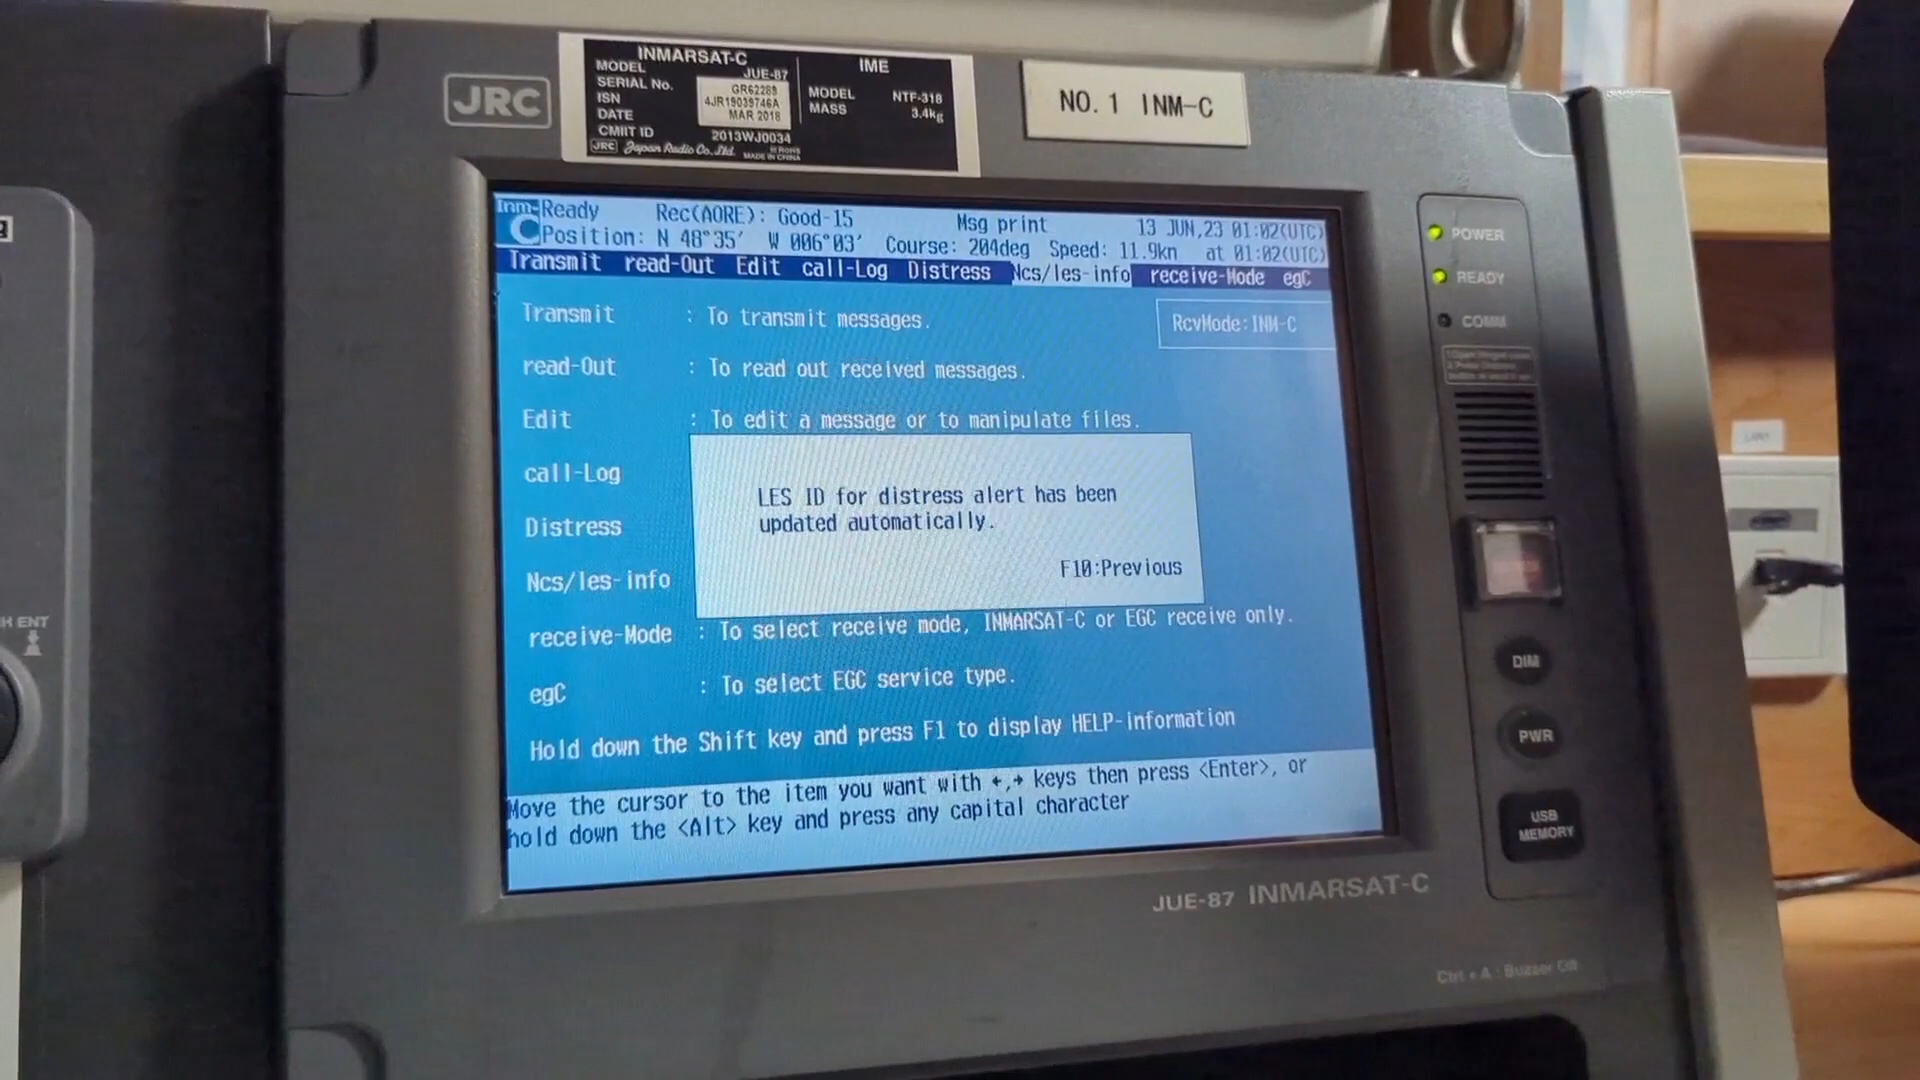 JRC
INMARSAT-C
MODEL JUE-87
SERIAL No. GR62289
ISN 4JR19039746A
DATE MAR 2018
CMIIT ID 2013WJ0034
JRC Japan Radio Co., Ltd. MADE IN CHINA
IME
MODEL NTF-318
MASS 3.4kg
NO. 1 INM-C
Inm-C Ready Rec(AORE): Good-15 Msg print 13 JUN,23 01:02(UTC)
Position: N 48°35' W 006°03' Course: 204deg Speed: 11.9kn at 01:02(UTC)
Transmit read-Out Edit call-Log Distress Ncs/les-info receive-Mode egC
Transmit : To transmit messages.
RcvMode:INM-C
read-Out : To read out received messages.
Edit : To edit a message or to manipulate files.
call-Log
Distress
Ncs/les-info
LES ID for distress alert has been
updated automatically.
F10:Previous
receive-Mode : To select receive mode, INMARSAT-C or EGC receive only.
egC : To select EGC service type.
Hold down the Shift key and press F1 to display HELP-information
Move the cursor to the item you want with ←,→ keys then press <Enter>, or
hold down the <Alt> key and press any capital character
POWER
READY
COMM
DIM
PWR
USB
MEMORY
JUE-87 INMARSAT-C
Ctrl + A : Buzzer Off
H ENT